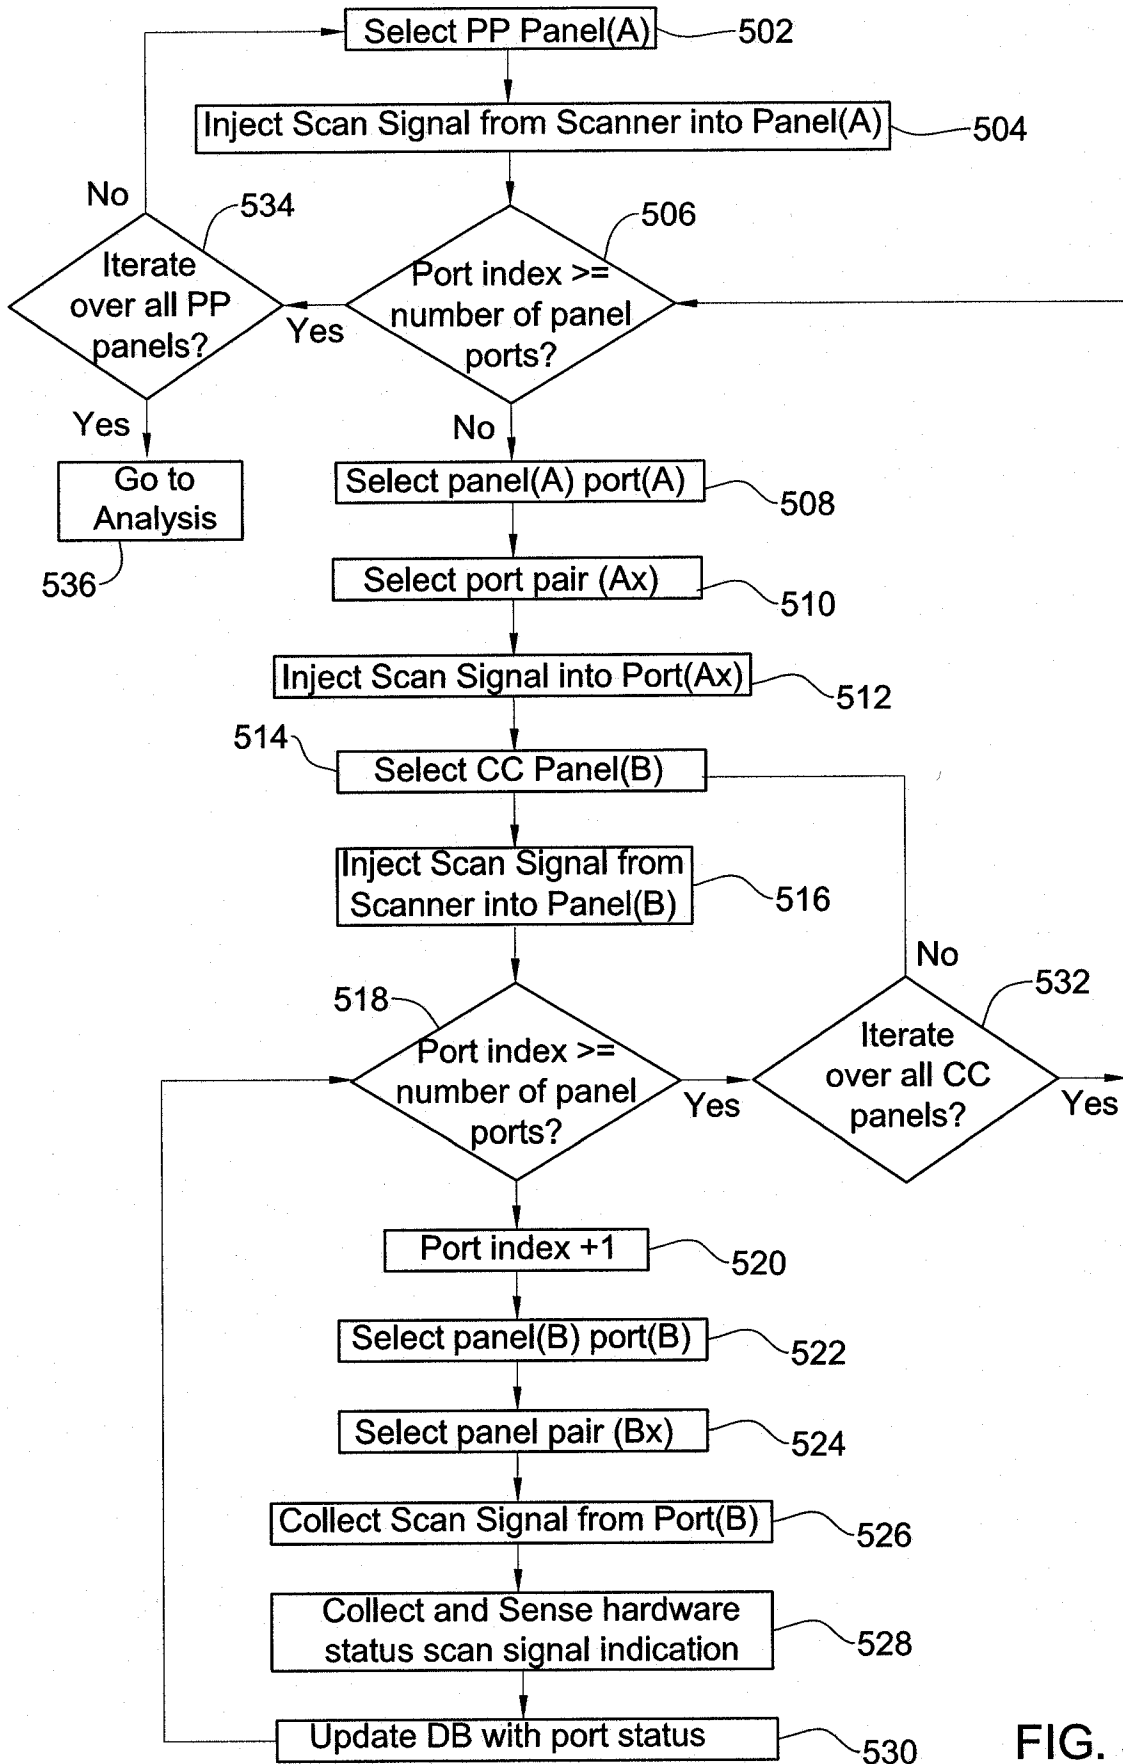 Select PP Panel(A)
502
Inject Scan Signal from Scanner into Panel(A)
504
No
534
506
Iterate
over all PP
panels?
Port index >=
number of panel
ports?
Yes
Yes
No
Go to
Analysis
536
Select panel(A) port(A)
508
Select port pair (Ax)
510
Inject Scan Signal into Port(Ax)
512
514
Select CC Panel(B)
Inject Scan Signal from
Scanner into Panel(B)
516
No
518
532
Port index >=
number of panel
ports?
Yes
Iterate
over all CC
panels?
Yes
Port index +1
520
Select panel(B) port(B)
522
Select panel pair (Bx)
524
Collect Scan Signal from Port(B)
526
Collect and Sense hardware
status scan signal indication
528
Update DB with port status
530
FIG.